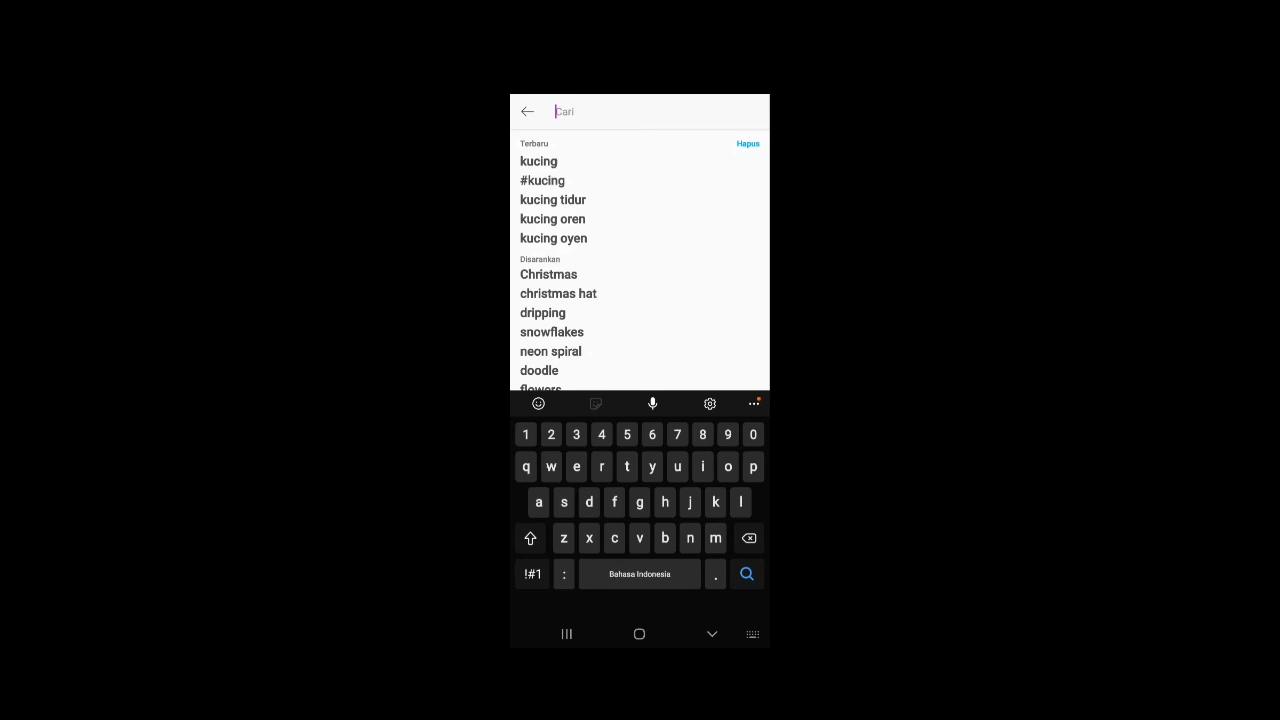 Cari
Terbaru Hapus
kucing
#kucing
kucing tidur
kucing oren
kucing oyen
Disarankan
Christmas
christmas hat
dripping
snowflakes
neon spiral
doodle
flowers
1 2 3 4 5 6 7 8 9 0
q w e r t y u i o p
a s d f g h j k l
z x c v b n m
!#1 : Bahasa Indonesia .